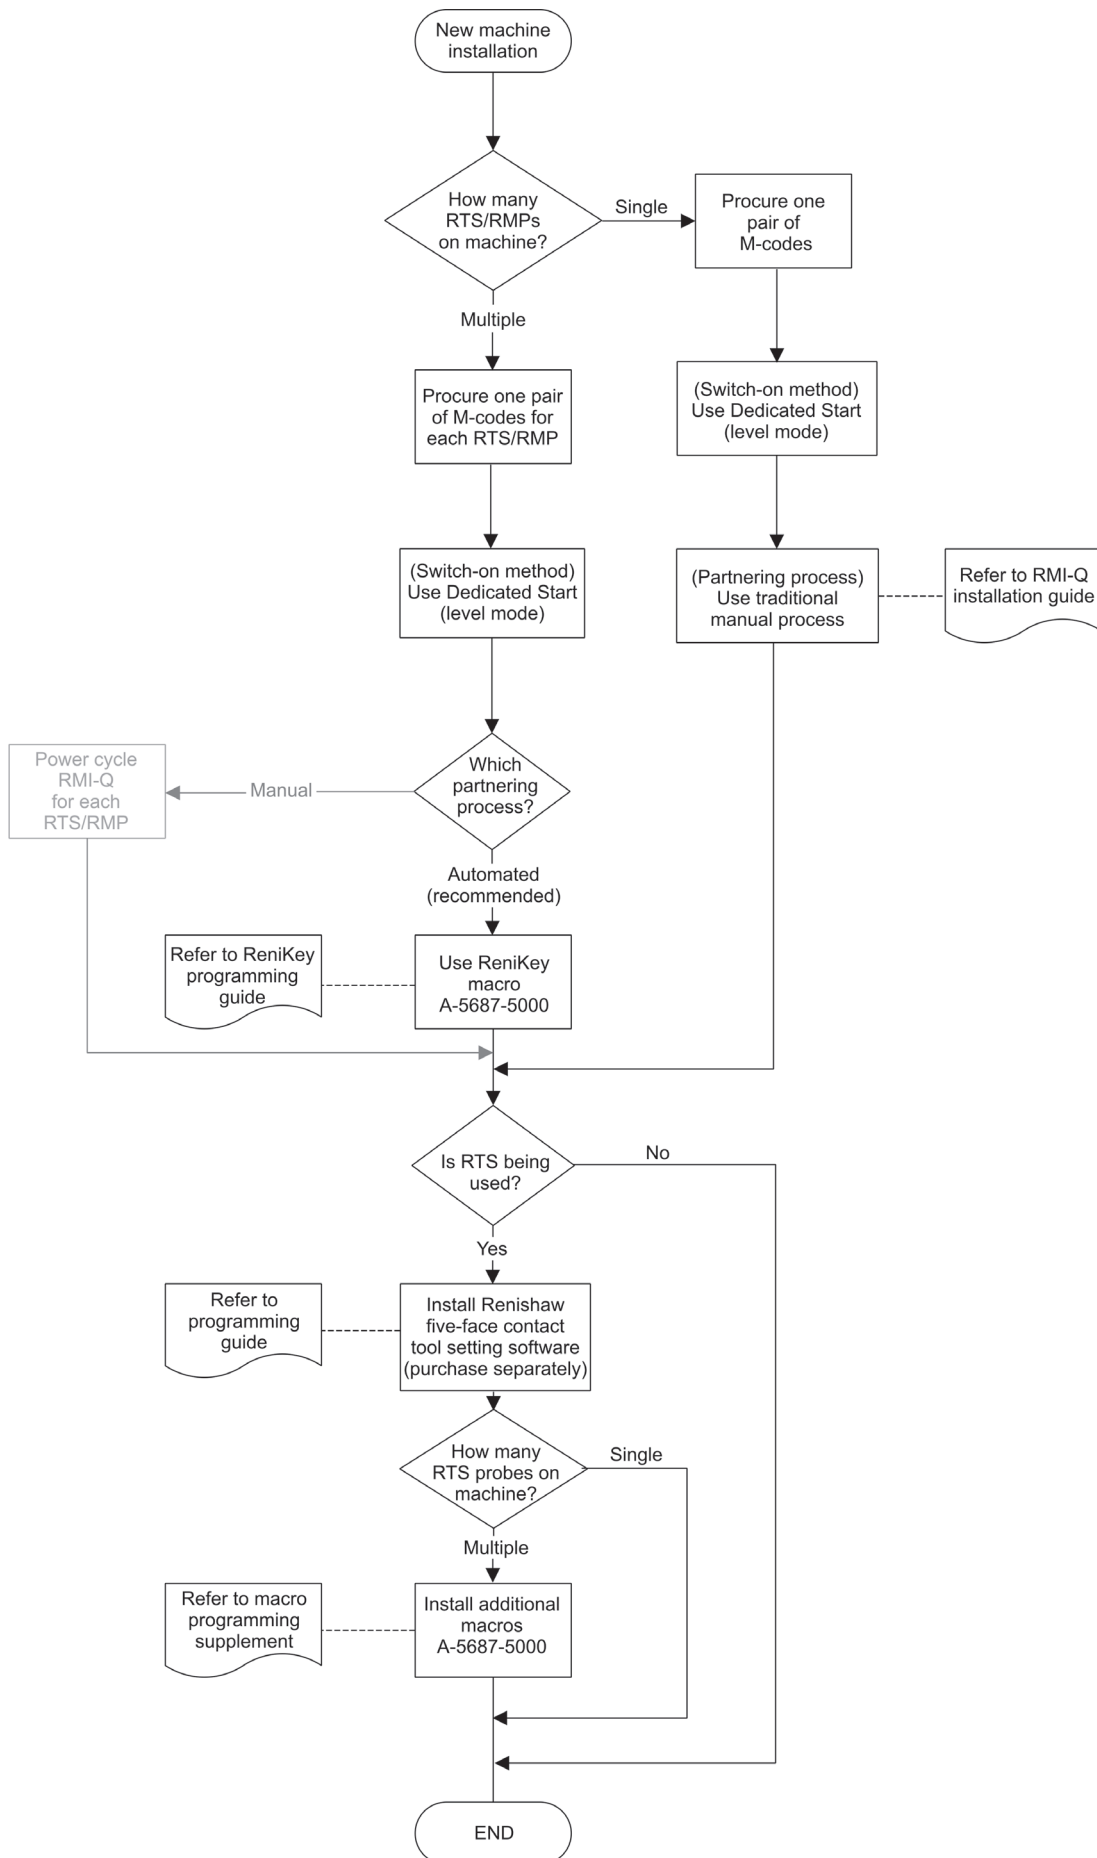 New machine
installation
How many
RTS/RMPs
on machine?
Single
Procure one
pair of
M-codes
Multiple
Procure one pair
of M-codes for
each RTS/RMP
(Switch-on method)
Use Dedicated Start
(level mode)
(Switch-on method)
Use Dedicated Start
(level mode)
(Partnering process)
Use traditional
manual process
Refer to RMI-Q
installation guide
Which
partnering
process?
Manual
Power cycle
RMI-Q
for each
RTS/RMP
Automated
(recommended)
Refer to ReniKey
programming
guide
Use ReniKey
macro
A-5687-5000
Is RTS being
used?
No
Yes
Refer to
programming
guide
Install Renishaw
five-face contact
tool setting software
(purchase separately)
How many
RTS probes on
machine?
Single
Multiple
Refer to macro
programming
supplement
Install additional
macros
A-5687-5000
END